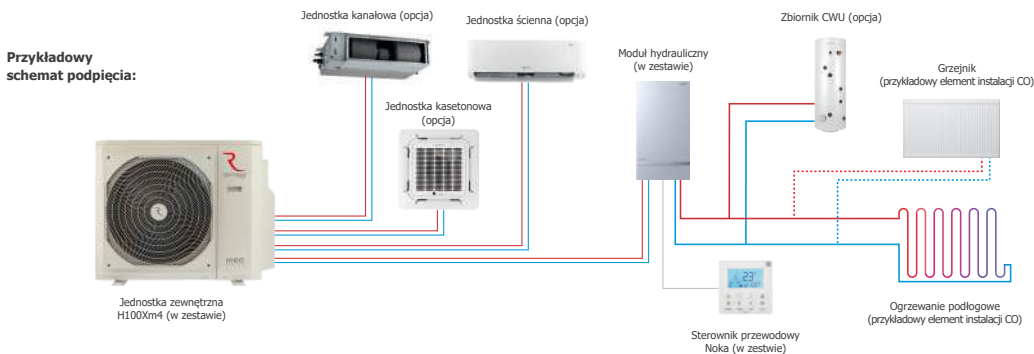 Przykładowy
schemat podpięcia:
Jednostka kanałowa (opcja)
Jednostka ścienna (opcja)
Jednostka kasetonowa
(opcja)
Moduł hydrauliczny
(w zestawie)
Zbiornik CWU (opcja)
Grzejnik
(przykładowy element instalacji CO)
Jednostka zewnętrzna
H100Xm4 (w zestawie)
Sterownik przewodowy
Noka (w zestwie)
Ogrzewanie podłogowe
(przykładowy element instalacji CO)